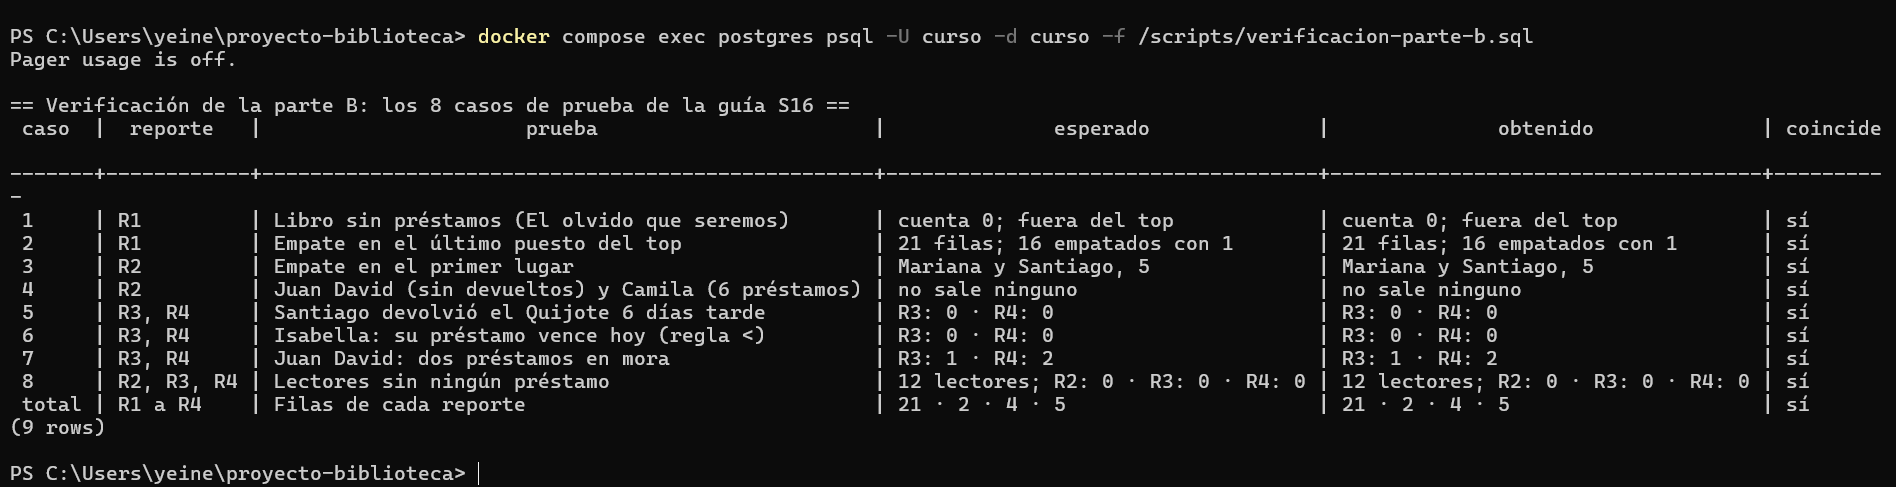 PS C:\Users\yeine\proyecto-biblioteca> docker compose exec postgres psql -U curso -d curso -f /scripts/verificacion-parte-b.sql
Pager usage is off.
== Verificación de la parte B: los 8 casos de prueba de la guía S16 ==
caso | reporte | prueba | esperado | obtenido | coincide
-------+------------+---------------------------------------------------+------------------------------------+------------------------------------+---------
-
1 | R1 | Libro sin préstamos (El olvido que seremos) | cuenta 0; fuera del top | cuenta 0; fuera del top | sí
2 | R1 | Empate en el último puesto del top | 21 filas; 16 empatados con 1 | 21 filas; 16 empatados con 1 | sí
3 | R2 | Empate en el primer lugar | Mariana y Santiago, 5 | Mariana y Santiago, 5 | sí
4 | R2 | Juan David (sin devueltos) y Camila (6 préstamos) | no sale ninguno | no sale ninguno | sí
5 | R3, R4 | Santiago devolvió el Quijote 6 días tarde | R3: 0 · R4: 0 | R3: 0 · R4: 0 | sí
6 | R3, R4 | Isabella: su préstamo vence hoy (regla <) | R3: 0 · R4: 0 | R3: 0 · R4: 0 | sí
7 | R3, R4 | Juan David: dos préstamos en mora | R3: 1 · R4: 2 | R3: 1 · R4: 2 | sí
8 | R2, R3, R4 | Lectores sin ningún préstamo | 12 lectores; R2: 0 · R3: 0 · R4: 0 | 12 lectores; R2: 0 · R3: 0 · R4: 0 | sí
total | R1 a R4 | Filas de cada reporte | 21 · 2 · 4 · 5 | 21 · 2 · 4 · 5 | sí
(9 rows)
PS C:\Users\yeine\proyecto-biblioteca>